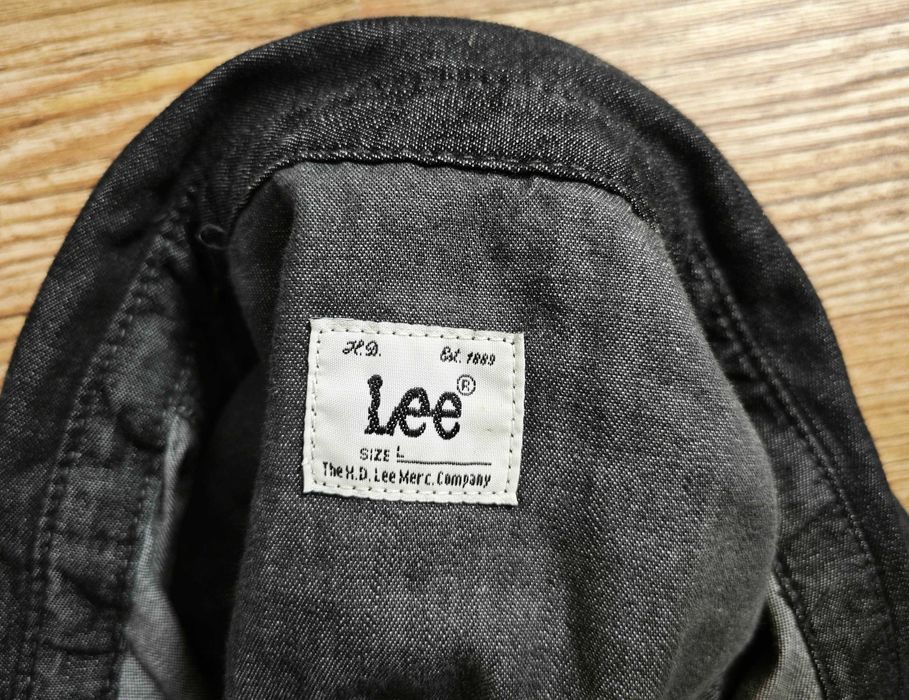 H.D. Est. 1889
Lee®
SIZE L
The H.D. Lee Merc. Company